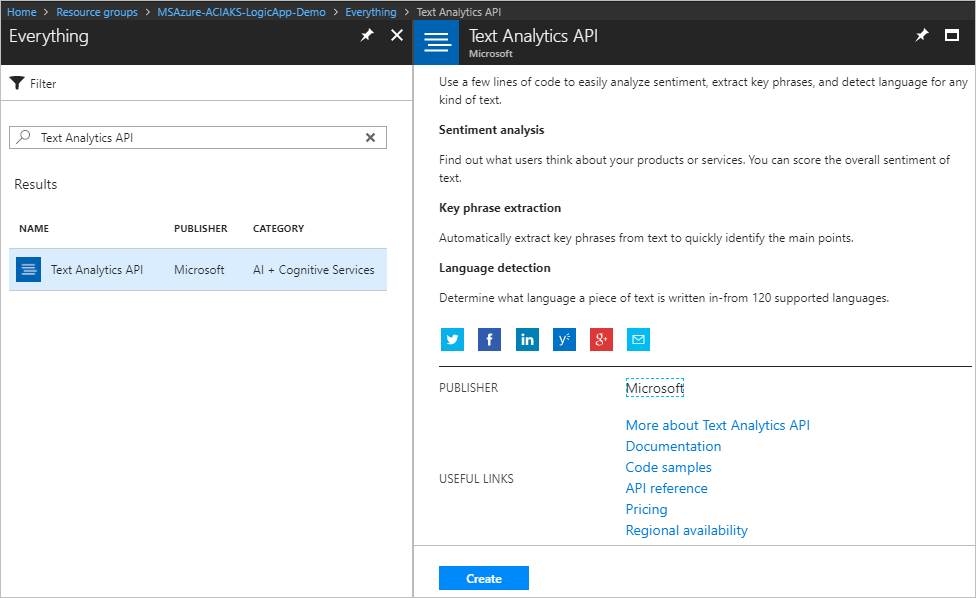 Home > Resource groups > MSAzure-ACIAKS-LogicApp-Demo > Everything > Text Analytics API
Everything
Filter
Text Analytics API
Results
NAME PUBLISHER CATEGORY
Text Analytics API Microsoft AI + Cognitive Services
Text Analytics API
Microsoft
Use a few lines of code to easily analyze sentiment, extract key phrases, and detect language for any
kind of text.
Sentiment analysis
Find out what users think about your products or services. You can score the overall sentiment of
text.
Key phrase extraction
Automatically extract key phrases from text to quickly identify the main points.
Language detection
Determine what language a piece of text is written in-from 120 supported languages.
PUBLISHER Microsoft
USEFUL LINKS
More about Text Analytics API
Documentation
Code samples
API reference
Pricing
Regional availability
Create